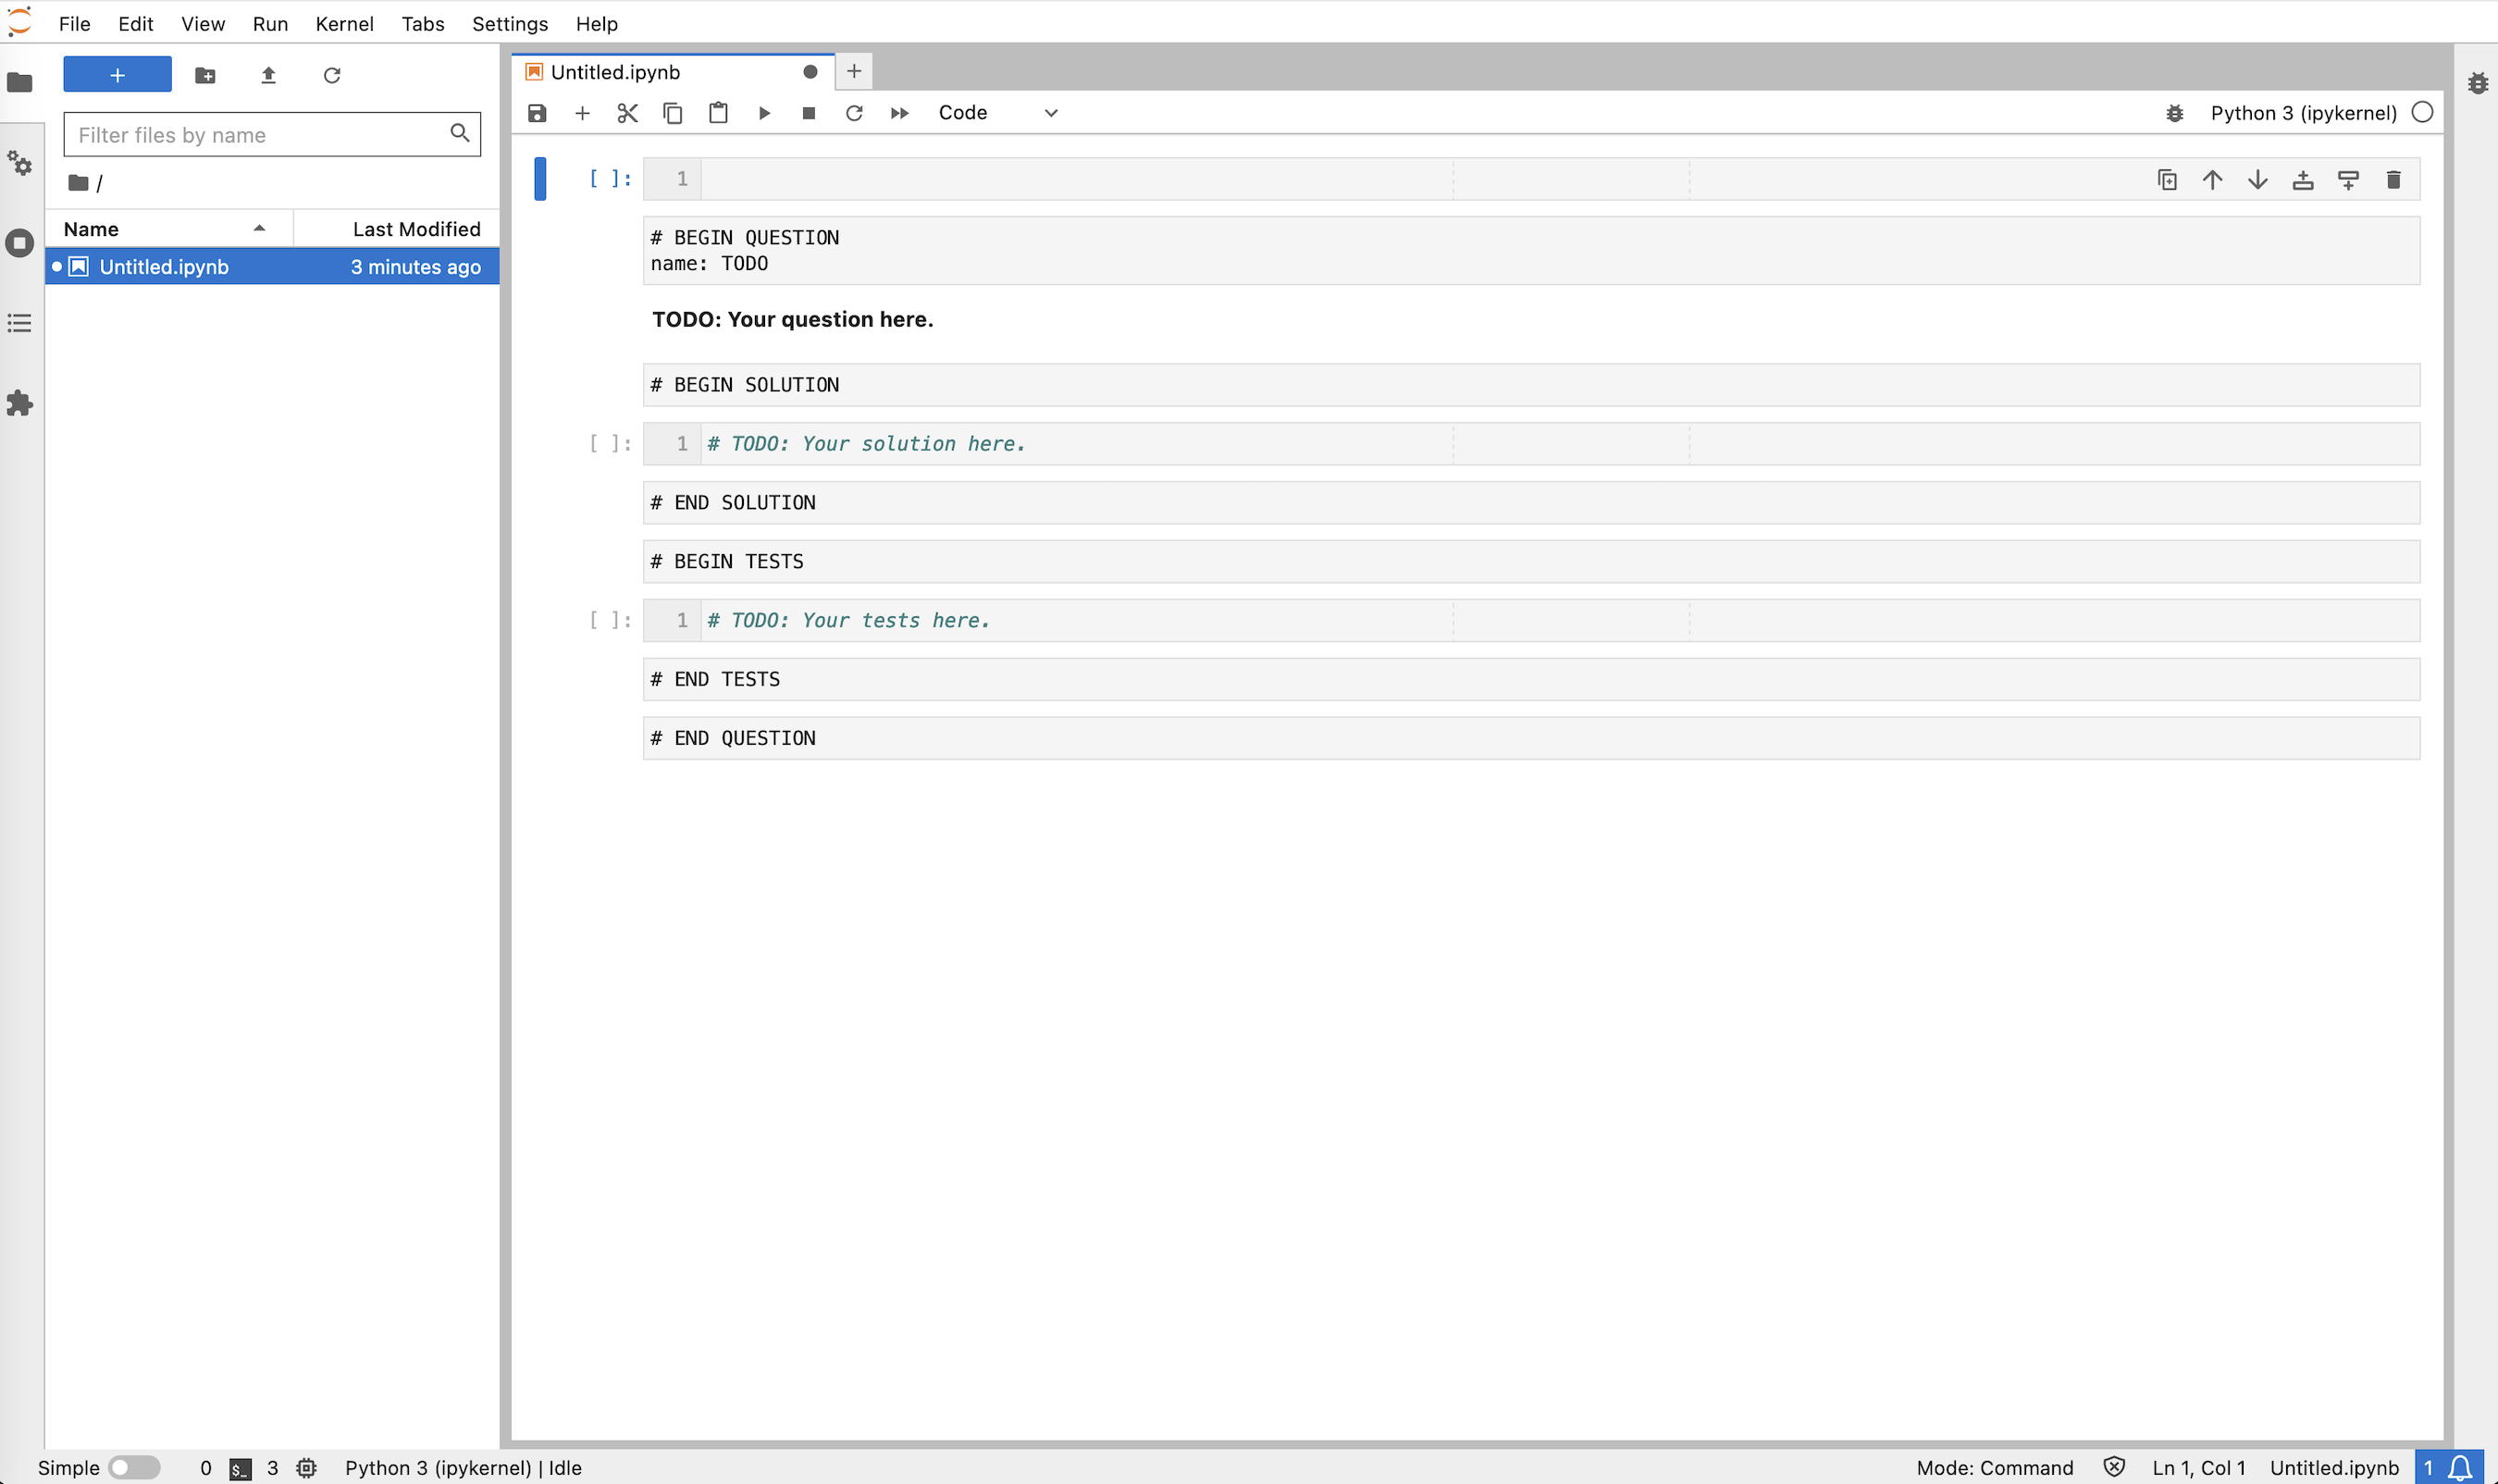 File Edit View Run Kernel Tabs Settings Help
Untitled.ipynb
Filter files by name
Code
Python 3 (ipykernel)
/
Name Last Modified
Untitled.ipynb 3 minutes ago
[ ]: 1
# BEGIN QUESTION
name: TODO
TODO: Your question here.
# BEGIN SOLUTION
[ ]: 1 # TODO: Your solution here.
# END SOLUTION
# BEGIN TESTS
[ ]: 1 # TODO: Your tests here.
# END TESTS
# END QUESTION
Simple 0 $_ 3 Python 3 (ipykernel) | Idle Mode: Command Ln 1, Col 1 Untitled.ipynb 1